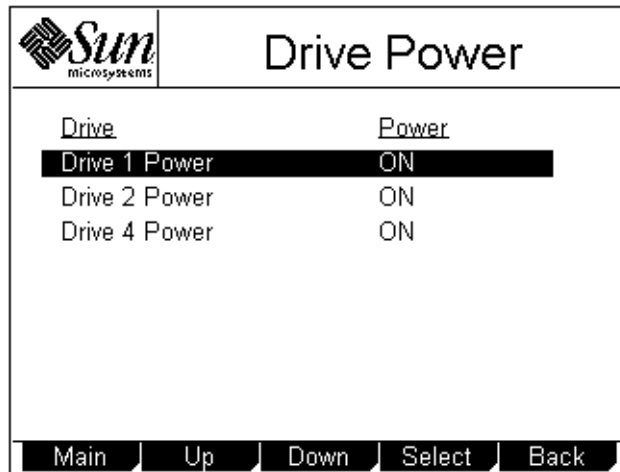 Sun
microsystems
Drive Power
Drive Power
Drive 1 Power ON
Drive 2 Power ON
Drive 4 Power ON
Main Up Down Select Back